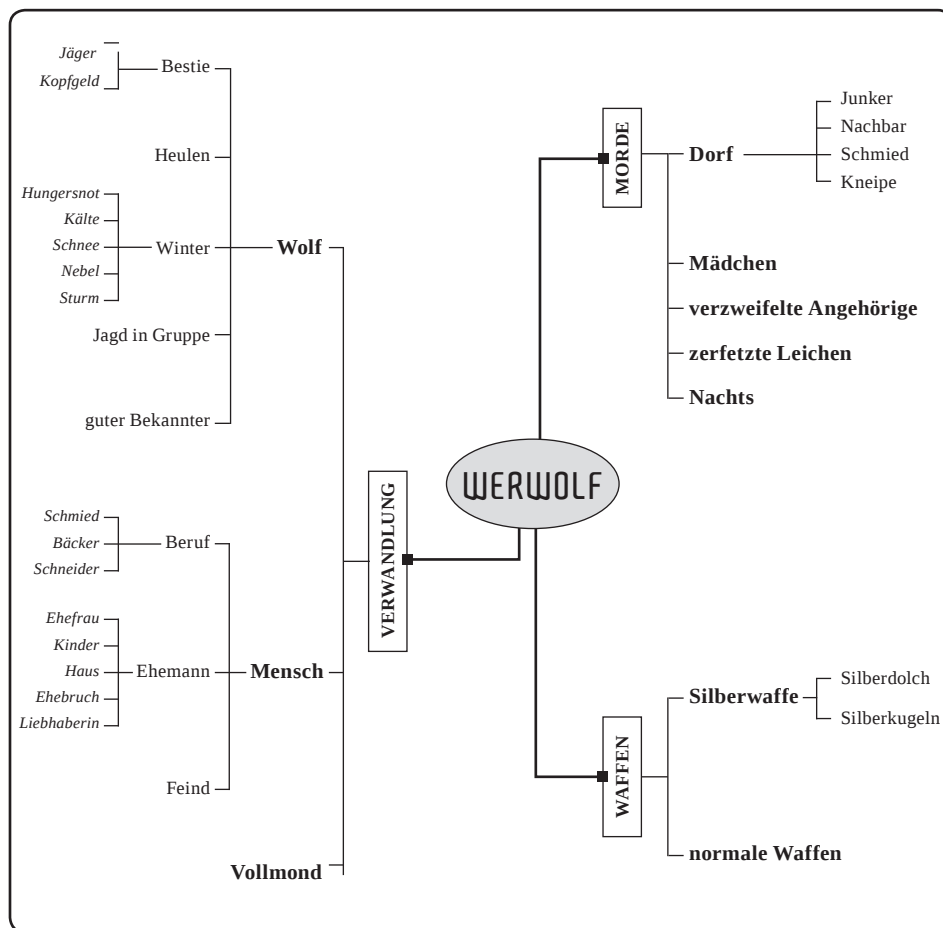 WERWOLF
MORDE
Dorf
Junker
Nachbar
Schmied
Kneipe
Mädchen
verzweifelte Angehörige
zerfetzte Leichen
Nachts
VERWANDLUNG
Wolf
Bestie
Jäger
Kopfgeld
Heulen
Winter
Hungersnot
Kälte
Schnee
Nebel
Sturm
Jagd in Gruppe
guter Bekannter
Mensch
Beruf
Schmied
Bäcker
Schneider
Ehemann
Ehefrau
Kinder
Haus
Ehebruch
Liebhaberin
Feind
Vollmond
WAFFEN
Silberwaffe
Silberdolch
Silberkugeln
normale Waffen